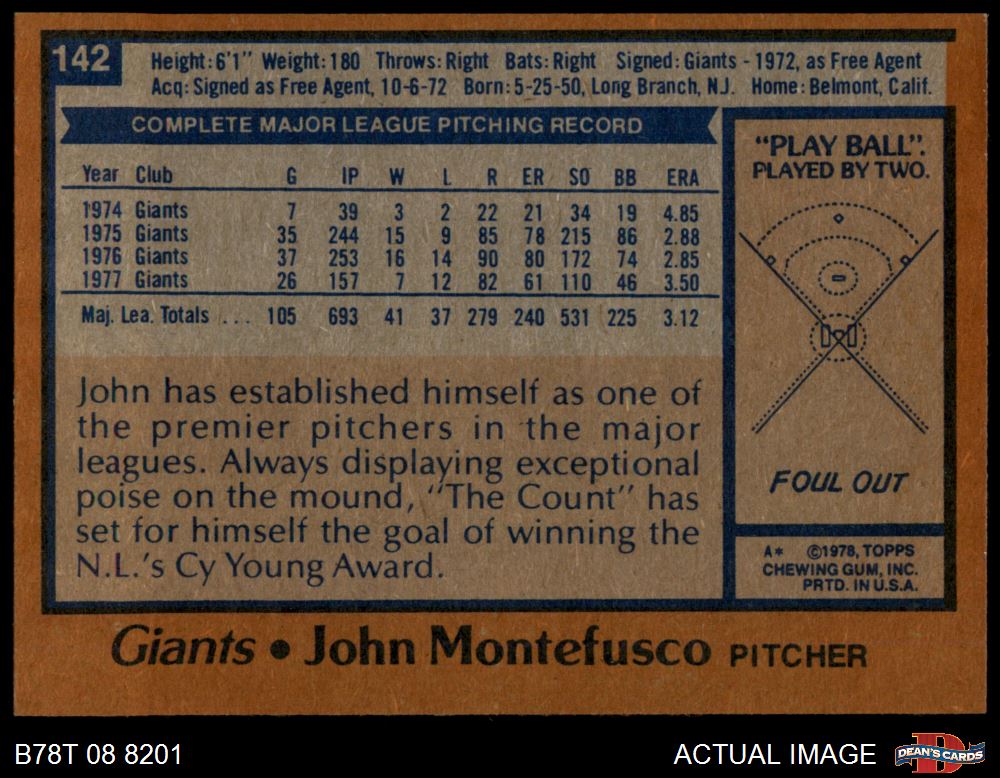 142
Height: 6'1" Weight: 180 Throws: Right Bats: Right Signed: Giants - 1972, as Free Agent
Acq: Signed as Free Agent, 10-6-72 Born: 5-25-50, Long Branch, N.J. Home: Belmont, Calif.
COMPLETE MAJOR LEAGUE PITCHING RECORD
Year Club G IP W L R ER SO BB ERA
1974 Giants 7 39 3 2 22 21 34 19 4.85
1975 Giants 35 244 15 9 85 78 215 86 2.88
1976 Giants 37 253 16 14 90 80 172 74 2.85
1977 Giants 26 157 7 12 82 61 110 46 3.50
Maj. Lea. Totals ... 105 693 41 37 279 240 531 225 3.12
John has established himself as one of
the premier pitchers in the major
leagues. Always displaying exceptional
poise on the mound, "The Count" has
set for himself the goal of winning the
N.L.'s Cy Young Award.
"PLAY BALL".
PLAYED BY TWO.
FOUL OUT
A* ©1978, TOPPS
CHEWING GUM, INC.
PRTD. IN U.S.A.
Giants • John Montefusco PITCHER
B78T 08 8201
ACTUAL IMAGE
D
DEAN'S CARDS